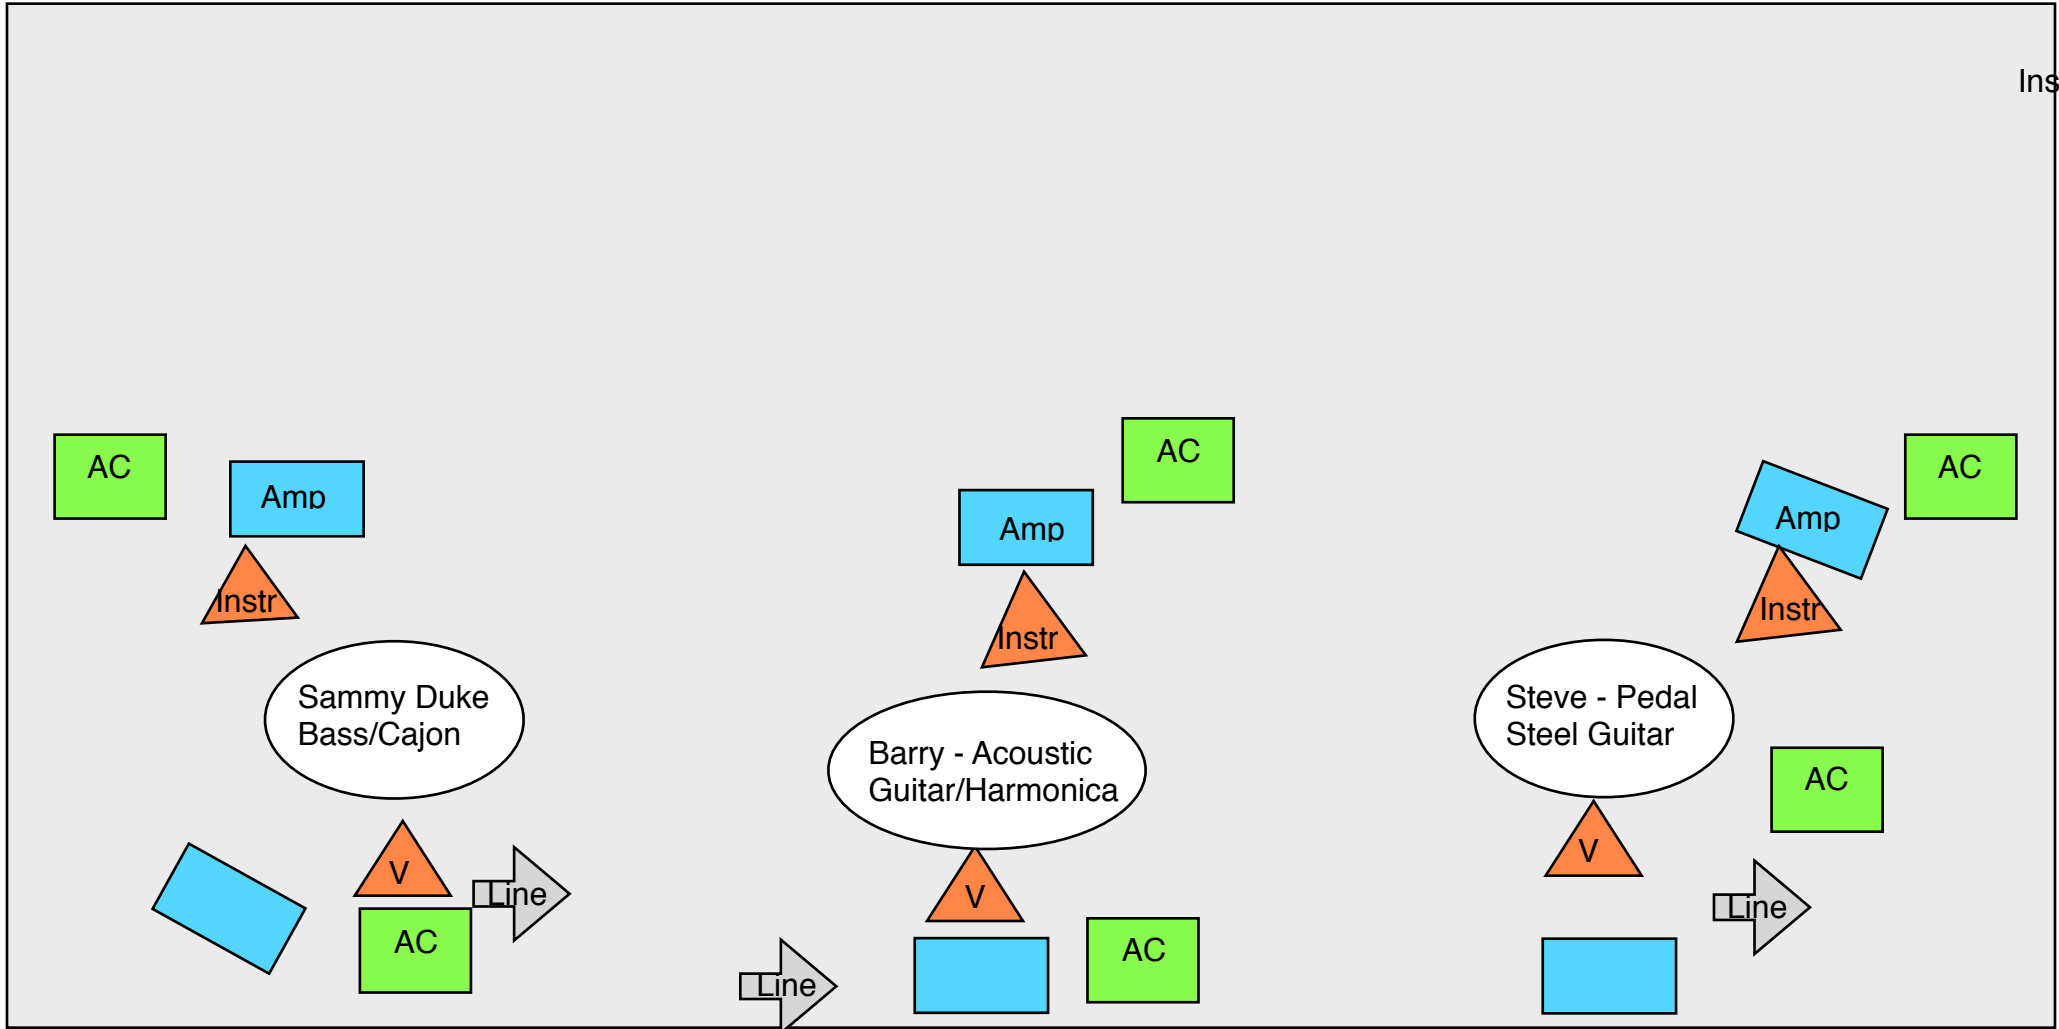 Ins
AC
AC
AC
Amp
Amp
Amp
Instr
Instr
Instr
Sammy Duke
Bass/Cajon
Barry - Acoustic
Guitar/Harmonica
Steve - Pedal
Steel Guitar
AC
V
V
V
Line
Line
AC
AC
Line